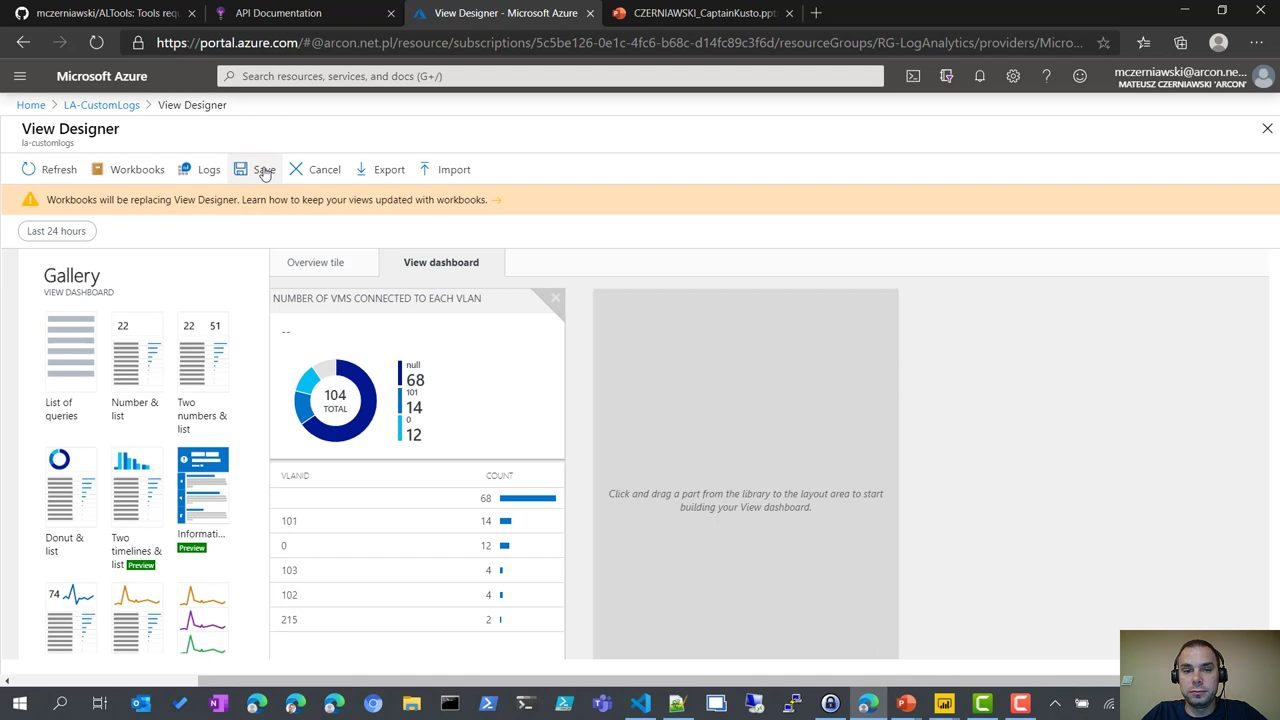 ALTools req
API Documentation
View Designer - Microsoft Azure
CZERNIAWSKI_CaptainKusto.ppt
https://portal.azure.com/#@arcon.net.pl/resource/subscriptions/5c5be126-0e1c-4fc6-b68c-d14fc89c3f6d/resourceGroups/RG-LogAnalytics/providers/Micro...
Microsoft Azure
Search resources, services, and docs (G+/)
mczerniawski@arcon.ne...
MATEUSZ CZERNIAWSKI 'ARCON'
Home > LA-CustomLogs > View Designer
View Designer
la-customlogs
Refresh Workbooks Logs Save Cancel Export Import
Workbooks will be replacing View Designer. Learn how to keep your views updated with workbooks. →
Last 24 hours
Gallery
VIEW DASHBOARD
Overview tile
View dashboard
22
22 51
List of
queries
Number &
list
Two
numbers &
list
Donut &
list
Two
timelines &
list Preview
Informati...
Preview
74
NUMBER OF VMS CONNECTED TO EACH VLAN
--
104
TOTAL
null
68
101
14
0
12
VLANID COUNT
68
101 14
0 12
103 4
102 4
215 2
Click and drag a part from the library to the layout area to start
building your View dashboard.